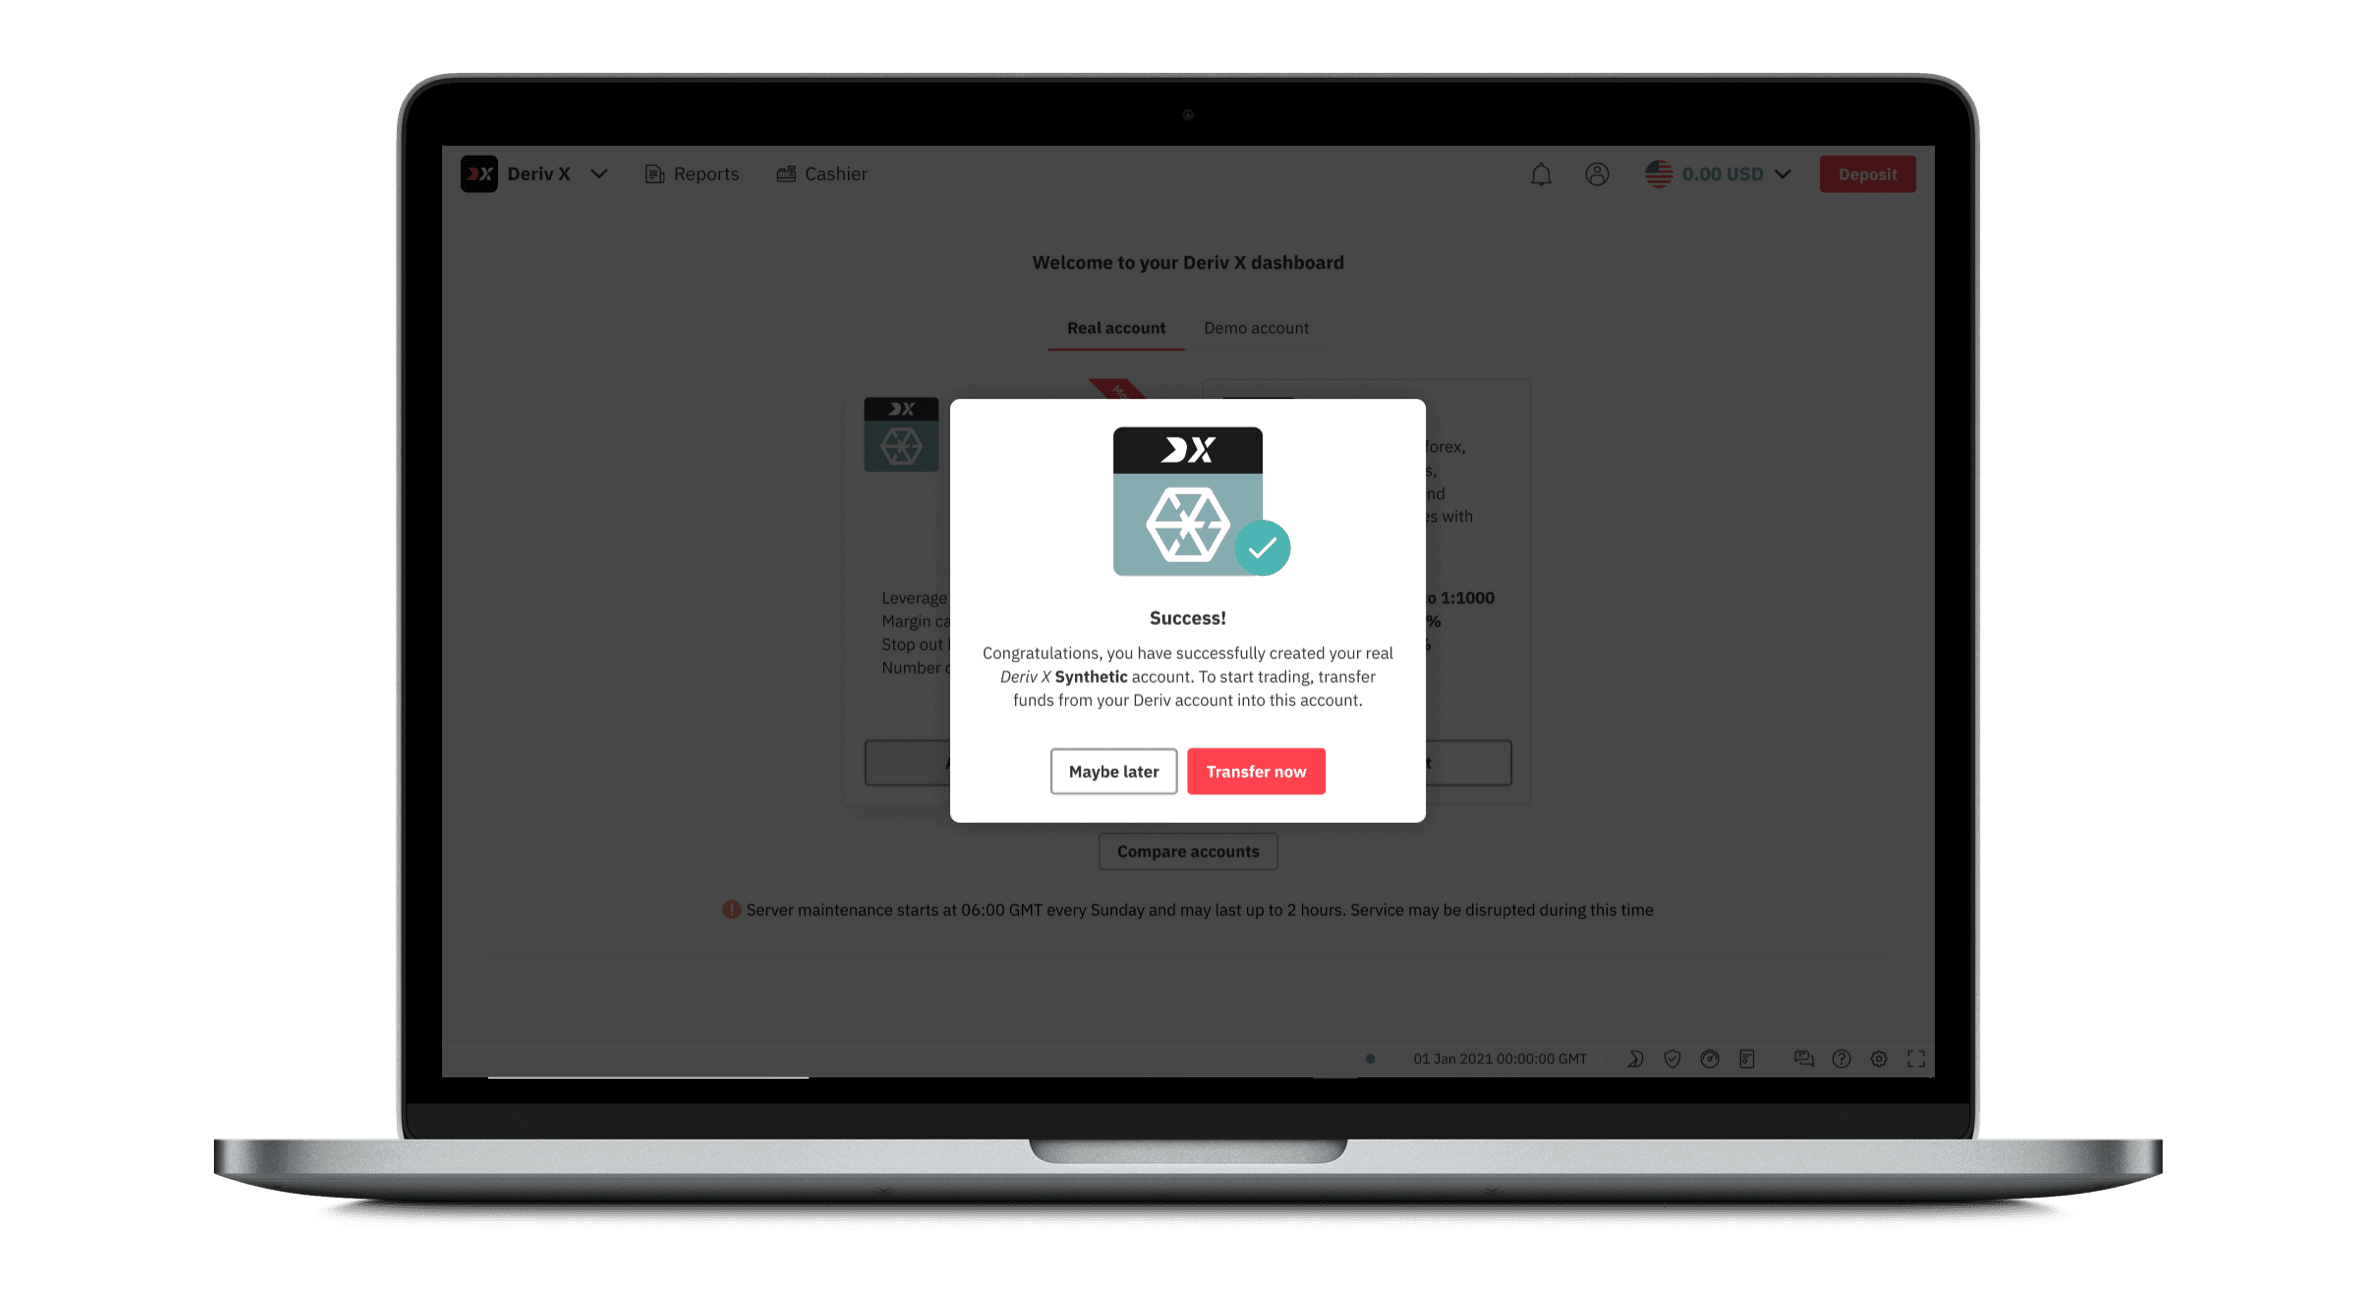 Deriv X
Reports
Cashier
0.00 USD
Deposit
Welcome to your Deriv X dashboard
Real account
Demo account
DX
forex,
with
Leverage
Margin
Stop out
Number
1:1000
%
DX
Success!
Congratulations, you have successfully created your real
Deriv X Synthetic account. To start trading, transfer
funds from your Deriv account into this account.
Maybe later
Transfer now
Compare accounts
Server maintenance starts at 06:00 GMT every Sunday and may last up to 2 hours. Service may be disrupted during this time
01 Jan 2021 00:00:00 GMT